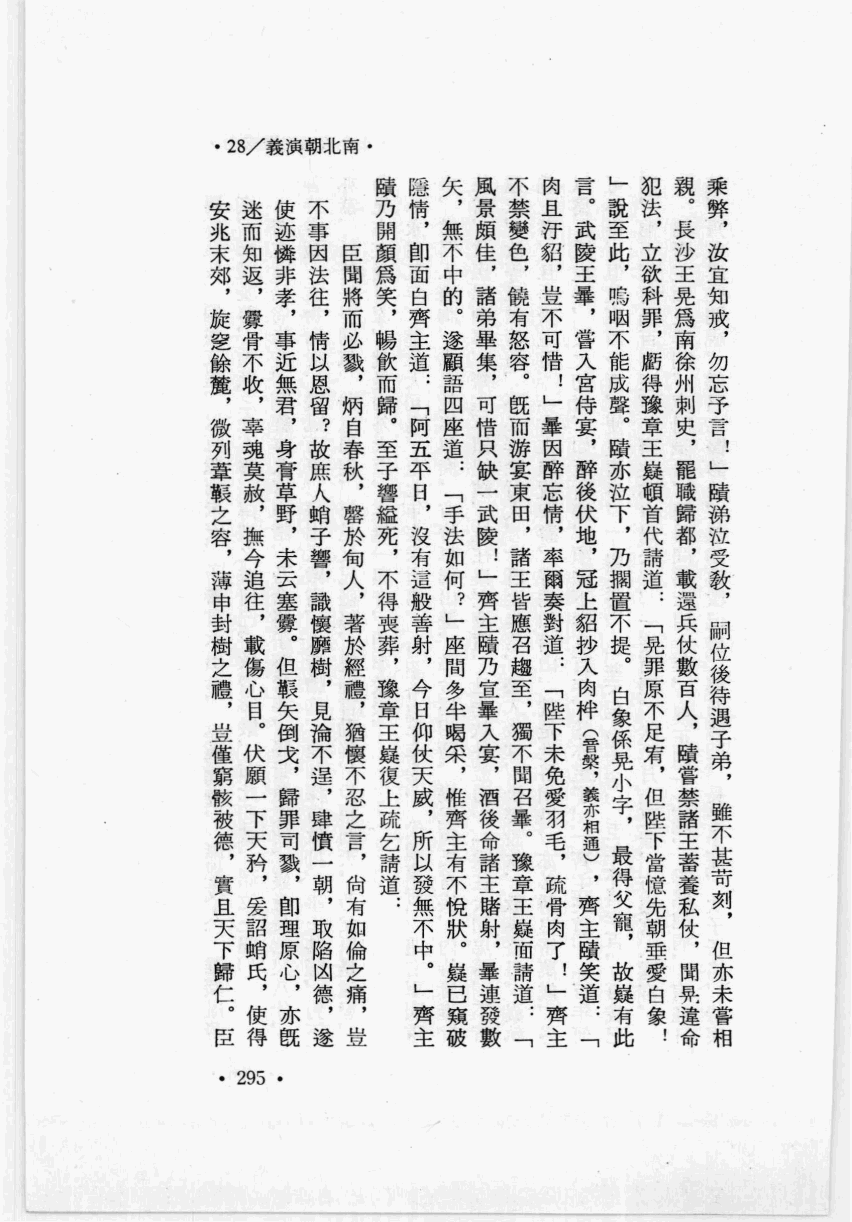 ·28／義演朝北南·
乘弊，汝宜知戒，勿忘予言！」賾涕泣受敎，嗣位後待遇子弟，雖不甚苛刻，但亦未嘗相
親。長沙王晃爲南徐州刺史，罷職歸都，載還兵仗數百人，賾嘗禁諸王蓄養私仗，聞晃違命
犯法，立欲科罪，虧得豫章王嶷頓首代請道：「晃罪原不足宥，但陛下當憶先朝垂愛白象！
」說至此，嗚咽不能成聲。賾亦泣下，乃擱置不提。白象係晃小字，最得父寵，故嶷有此
言。武陵王曅，嘗入宮侍宴，醉後伏地，冠上貂抄入肉柈（音槃，義亦相通），齊主賾笑道：「
肉且汙貂，豈不可惜！」曅因醉忘情，率爾奏對道：「陛下未免愛羽毛，疏骨肉了！」齊主
不禁變色，饒有怒容。旣而游宴東田，諸王皆應召趨至，獨不聞召曅。豫章王嶷面請道：「
風景頗佳，諸弟畢集，可惜只缺一武陵！」齊主賾乃宣曅入宴，酒後命諸王賭射，曅連發數
矢，無不中的。遂顧語四座道：「手法如何？」座間多半喝采，惟齊主有不悅狀。嶷已窺破
隱情，卽面白齊主道：「阿五平日，沒有這般善射，今日仰仗天威，所以發無不中。」齊主
賾乃開顏爲笑，暢飮而歸。至子響縊死，不得喪葬，豫章王嶷復上疏乞請道：
臣聞將而必戮，炳自春秋，罄於甸人，著於經禮，猶懷不忍之言，尙有如倫之痛，豈
不事因法往，情以恩留？故庶人蛸子響，識懷靡樹，見淪不逞，肆憤一朝，取陷凶德，遂
使迹憐非孝，事近無君，身膏草野，未云塞釁。但輾矢倒戈，歸罪司戮，卽理原心，亦旣
迷而知返，釁骨不收，辜魂莫赦，撫今追往，載傷心目。伏願一下天矜，爰詔蛸氏，使得
安兆末郊，旋窆餘麓，微列葦輾之容，薄申封樹之禮，豈僅窮骸被德，實且天下歸仁。臣
·295·